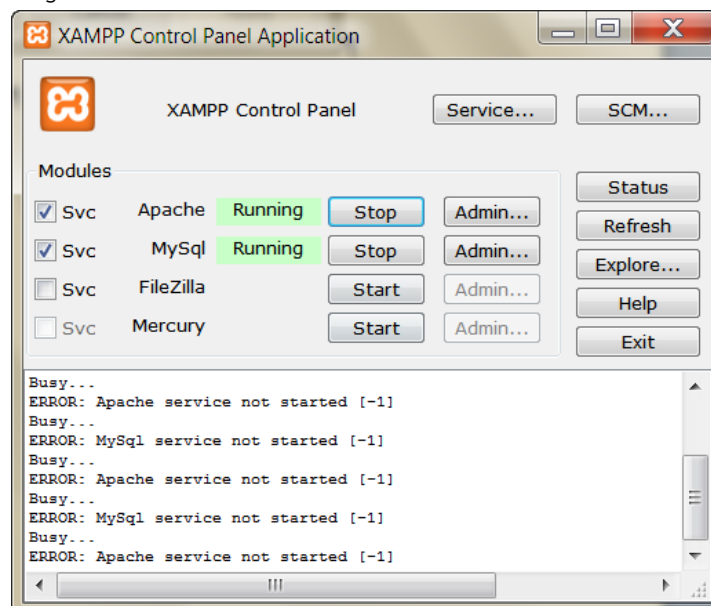 XAMPP Control Panel Application
XAMPP Control Panel
Service...
SCM...
Modules
Svc Apache Running Stop Admin...
Svc MySql Running Stop Admin...
Svc FileZilla Start Admin...
Svc Mercury Start Admin...
Status
Refresh
Explore...
Help
Exit
Busy...
ERROR: Apache service not started [-1]
Busy...
ERROR: MySql service not started [-1]
Busy...
ERROR: Apache service not started [-1]
Busy...
ERROR: MySql service not started [-1]
Busy...
ERROR: Apache service not started [-1]